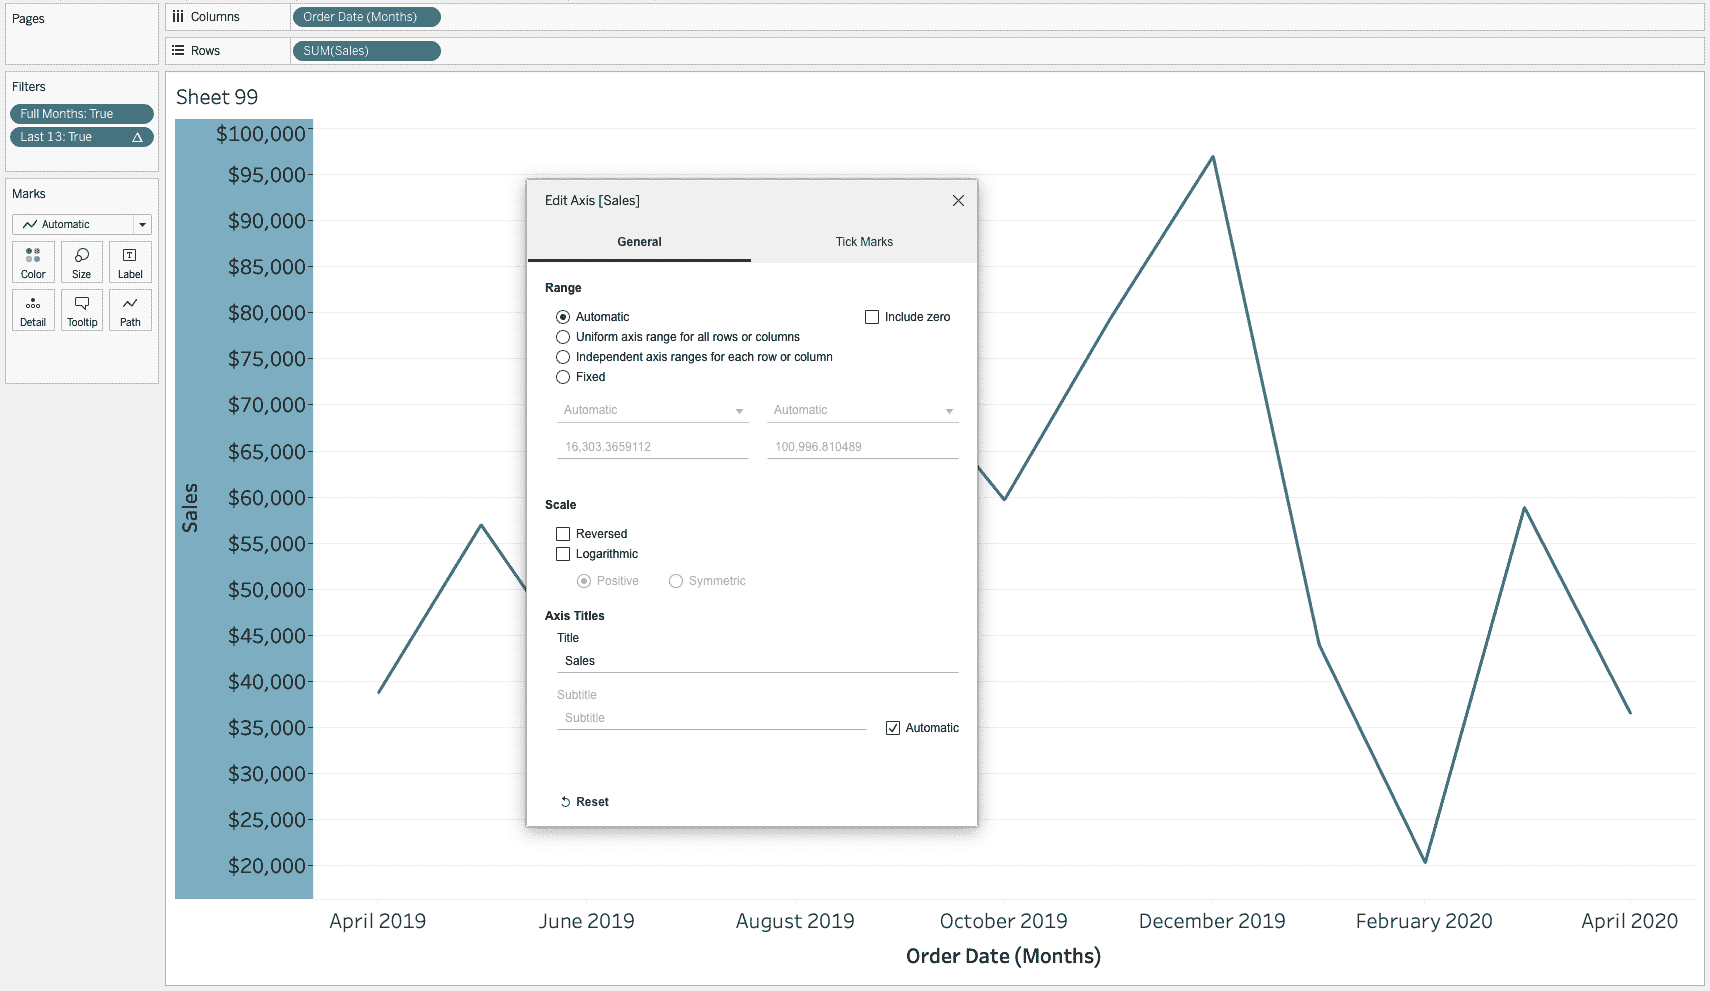 Pages
Columns
Order Date (Months)
Rows
SUM(Sales)
Filters
Full Months: True
Last 13: True
Marks
Automatic
Color
Size
Label
Detail
Tooltip
Path
Sheet 99
$100,000
$95,000
$90,000
$85,000
$80,000
$75,000
$70,000
$65,000
$60,000
$55,000
$50,000
$45,000
$40,000
$35,000
$30,000
$25,000
$20,000
Sales
Edit Axis [Sales]
General
Tick Marks
Range
Automatic
Include zero
Uniform axis range for all rows or columns
Independent axis ranges for each row or column
Fixed
Automatic
Automatic
16,303.3659112
100,996.810489
Scale
Reversed
Logarithmic
Positive
Symmetric
Axis Titles
Title
Sales
Subtitle
Subtitle
Automatic
Reset
April 2019
June 2019
August 2019
October 2019
December 2019
February 2020
April 2020
Order Date (Months)